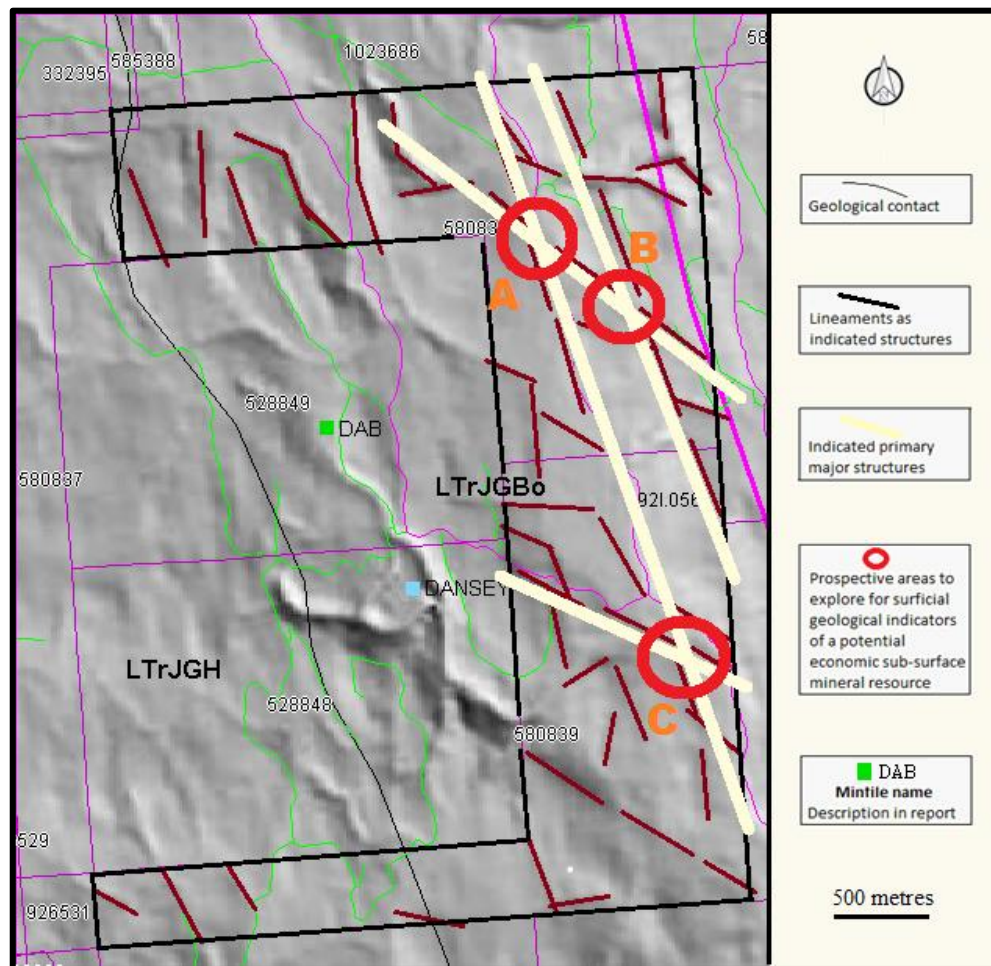 1023686
585388
332395
58
580838
B
A
528849
DAB
580837
LTrJGBo
92I.056
DANSEY
LTrJGH
528848
C
580839
529
926531
Geological contact
Lineaments as
indicated structures
Indicated primary
major structures
Prospective areas to
explore for surficial
geological indicators
of a potential
economic sub-surface
mineral resource
DAB
Mintile name
Description in report
500 metres